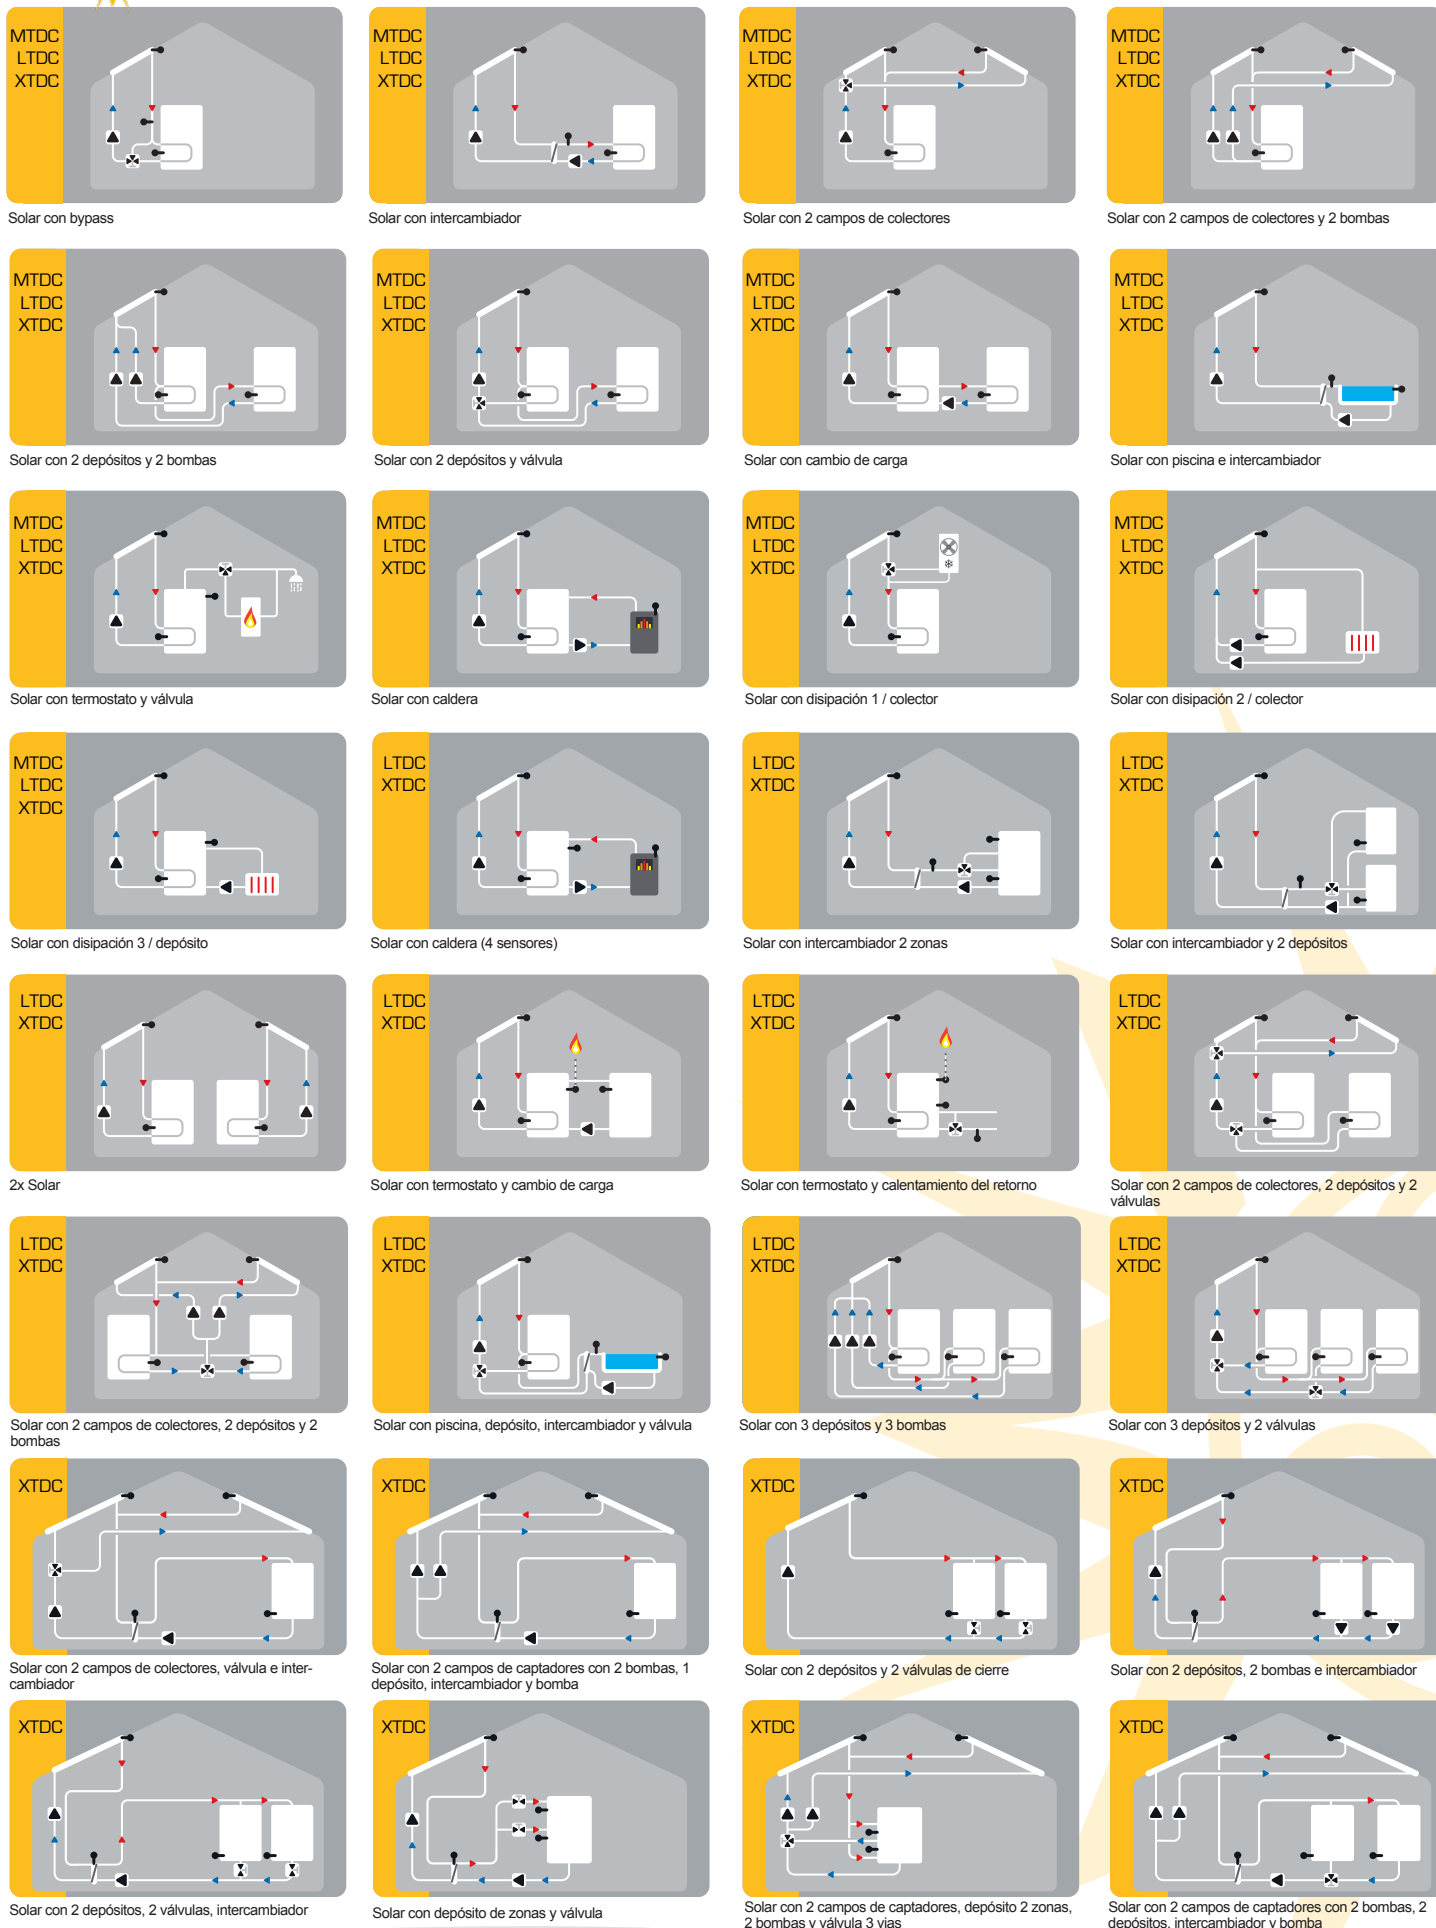 MTDC
LTDC
XTDC
Solar con bypass
MTDC
LTDC
XTDC
Solar con intercambiador
MTDC
LTDC
XTDC
Solar con 2 campos de colectores
MTDC
LTDC
XTDC
Solar con 2 campos de colectores y 2 bombas
MTDC
LTDC
XTDC
Solar con 2 depósitos y 2 bombas
MTDC
LTDC
XTDC
Solar con 2 depósitos y válvula
MTDC
LTDC
XTDC
Solar con cambio de carga
MTDC
LTDC
XTDC
Solar con piscina e intercambiador
MTDC
LTDC
XTDC
Solar con termostato y válvula
MTDC
LTDC
XTDC
Solar con caldera
MTDC
LTDC
XTDC
Solar con disipación 1 / colector
MTDC
LTDC
XTDC
Solar con disipación 2 / colector
MTDC
LTDC
XTDC
Solar con disipación 3 / depósito
LTDC
XTDC
Solar con caldera (4 sensores)
LTDC
XTDC
Solar con intercambiador 2 zonas
LTDC
XTDC
Solar con intercambiador y 2 depósitos
LTDC
XTDC
2x Solar
LTDC
XTDC
Solar con termostato y cambio de carga
LTDC
XTDC
Solar con termostato y calentamiento del retorno
LTDC
XTDC
Solar con 2 campos de colectores, 2 depósitos y 2
válvulas
LTDC
XTDC
Solar con 2 campos de colectores, 2 depósitos y 2
bombas
LTDC
XTDC
Solar con piscina, depósito, intercambiador y válvula
LTDC
XTDC
Solar con 3 depósitos y 3 bombas
LTDC
XTDC
Solar con 3 depósitos y 2 válvulas
XTDC
Solar con 2 campos de colectores, válvula e inter-
cambiador
XTDC
Solar con 2 campos de captadores con 2 bombas, 1
depósito, intercambiador y bomba
XTDC
Solar con 2 depósitos y 2 válvulas de cierre
XTDC
Solar con 2 depósitos, 2 bombas e intercambiador
XTDC
Solar con 2 depósitos, 2 válvulas, intercambiador
XTDC
Solar con depósito de zonas y válvula
XTDC
Solar con 2 campos de captadores, depósito 2 zonas,
2 bombas y válvula 3 vias
XTDC
Solar con 2 campos de captadores con 2 bombas, 2
depósitos, intercambiador y bomba